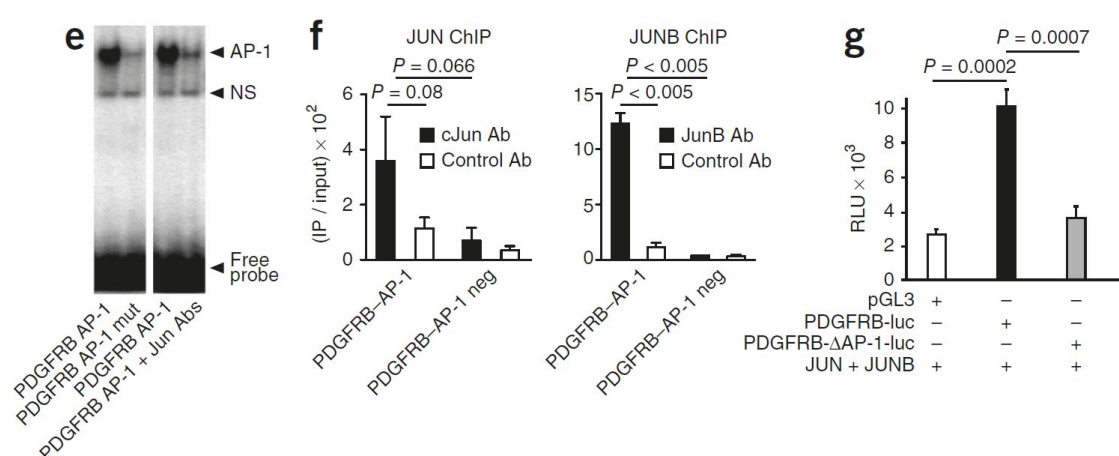 e
AP-1
NS
Free
probe
PDGFRB AP-1
PDGFRB AP-1 mut
PDGFRB AP-1
PDGFRB AP-1 + Jun Abs
f
JUN ChIP
P = 0.066
P = 0.08
(IP / input) × 10²
6
4
2
0
cJun Ab
Control Ab
PDGFRB–AP-1
PDGFRB–AP-1 neg
JUNB ChIP
P < 0.005
P < 0.005
15
10
5
0
JunB Ab
Control Ab
PDGFRB–AP-1
PDGFRB–AP-1 neg
g
P = 0.0007
P = 0.0002
RLU × 10³
10
8
6
4
2
0
pGL3 + – –
PDGFRB-luc – + –
PDGFRB-ΔAP-1-luc – – +
JUN + JUNB + + +